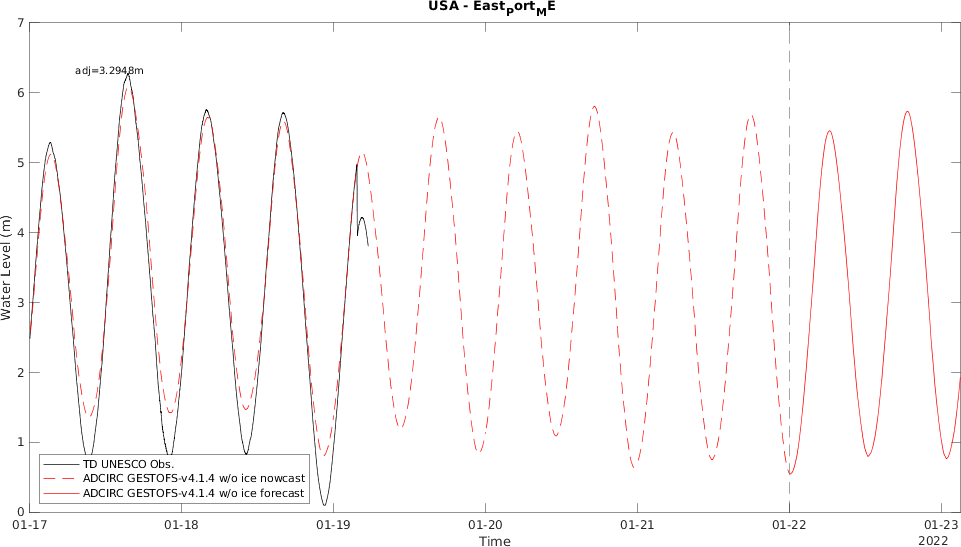 USA - EastPortME
7
adj=3.2948m
6
5
4
Water Level (m)
3
2
1
TD UNESCO Obs.
ADCIRC GESTOFS-v4.1.4 w/o ice nowcast
ADCIRC GESTOFS-v4.1.4 w/o ice forecast
0
01-17 01-18 01-19 01-20 01-21 01-22 01-23
Time 2022